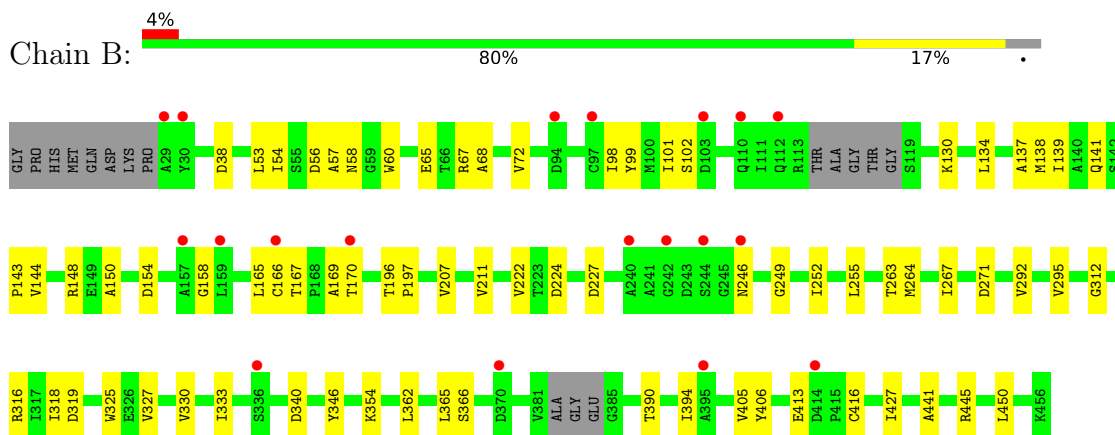 4%
Chain B:
80% 17% .
GLY PRO HIS MET GLN ASP LYS PRO A29 Y30 D38 L53 I54 S55 D56 A57 N58 G59 W60 E65 T66 R67 A68 V72 D94 C97 I98 Y99 M100 I101 S102 D103 Q110 I111 Q112 R113 THR ALA GLY THR GLY S119 K130 L134 A137 M138 I139 A140 Q141 S142
P143 V144 R148 E149 A150 D154 A157 G158 L159 L165 C166 T167 P168 A169 T170 T196 P197 V207 V211 V222 T223 D224 D227 A240 A241 G242 D243 S244 G245 N246 G249 I252 L255 T263 M264 I267 D271 V292 V295 G312
R316 I317 I318 D319 W325 E326 V327 V330 I333 S336 D340 Y346 K354 L362 L365 S366 D370 V381 ALA GLY GLU G385 T390 I394 A395 V405 Y406 E413 D414 P415 C416 I427 A441 R445 L450 K456